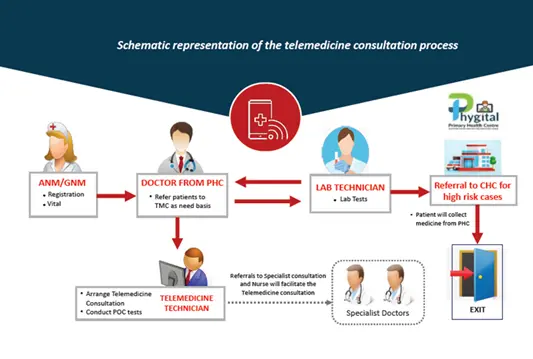 Schematic representation of the telemedicine consultation process
Phygital
Primary Health Centre
ANM/GNM
• Registration
• Vital
DOCTOR FROM PHC
• Refer patients to
TMC as need basis
LAB TECHNICIAN
• Lab Tests
Referral to CHC for
high risk cases
• Patient will collect
medicine from PHC
• Arrange Telemedicine
Consultation
• Conduct POC tests
TELEMEDICINE
TECHNICIAN
Referrals to Specialist consultation
and Nurse will facilitate the
Telemedicine consultation
Specialist Doctors
EXIT